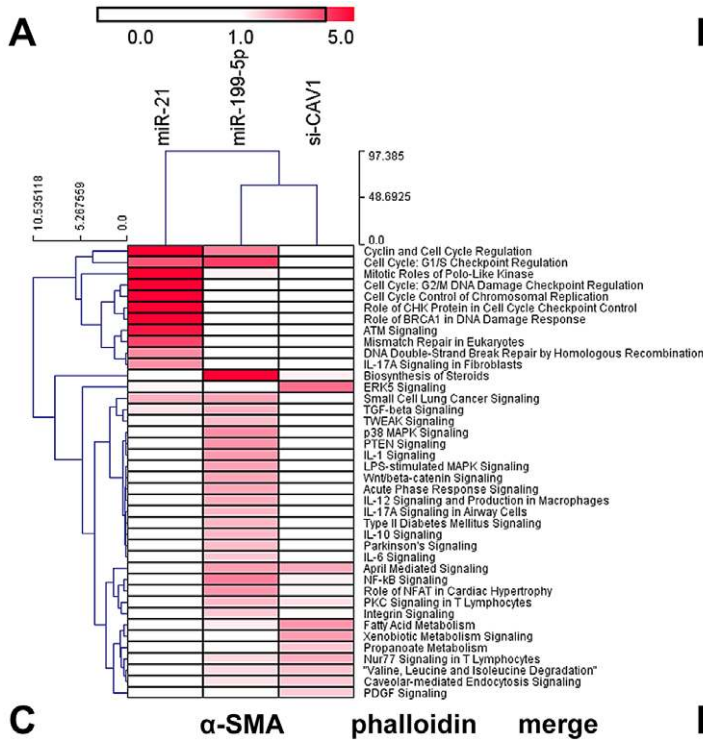 A
0.0 1.0 5.0
miR-21
miR-199-5p
si-CAV1
97.385
48.6925
0.0
10.535118
5.267559
0.0
Cyclin and Cell Cycle Regulation
Cell Cycle: G1/S Checkpoint Regulation
Mitotic Roles of Polo-Like Kinase
Cell Cycle: G2/M DNA Damage Checkpoint Regulation
Cell Cycle Control of Chromosomal Replication
Role of CHK Protein in Cell Cycle Checkpoint Control
Role of BRCA1 in DNA Damage Response
ATM Signaling
Mismatch Repair in Eukaryotes
DNA Double-Strand Break Repair by Homologous Recombination
IL-17A Signaling in Fibroblasts
Biosynthesis of Steroids
ERK5 Signaling
Small Cell Lung Cancer Signaling
TGF-beta Signaling
TWEAK Signaling
p38 MAPK Signaling
PTEN Signaling
IL-1 Signaling
LPS-stimulated MAPK Signaling
Wnt/beta-catenin Signaling
Acute Phase Response Signaling
IL-12 Signaling and Production in Macrophages
IL-17A Signaling in Airway Cells
Type II Diabetes Mellitus Signaling
IL-10 Signaling
Parkinson's Signaling
IL-6 Signaling
April Mediated Signaling
NF-kB Signaling
Role of NFAT in Cardiac Hypertrophy
PKC Signaling in T Lymphocytes
Integrin Signaling
Fatty Acid Metabolism
Xenobiotic Metabolism Signaling
Propanoate Metabolism
Nur77 Signaling in T Lymphocytes
"Valine, Leucine and Isoleucine Degradation"
Caveolar-mediated Endocytosis Signaling
PDGF Signaling
C α-SMA phalloidin merge